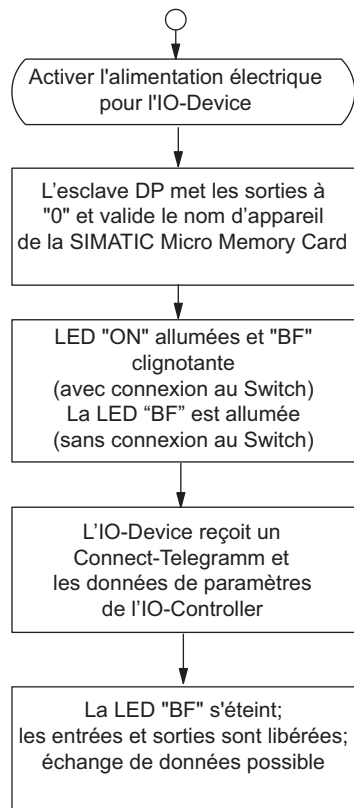 Activer l'alimentation électrique
pour l'IO-Device
L'esclave DP met les sorties à
"0" et valide le nom d'appareil
de la SIMATIC Micro Memory Card
LED "ON" allumées et "BF"
clignotante
(avec connexion au Switch)
La LED “BF” est allumée
(sans connexion au Switch)
L'IO-Device reçoit un
Connect-Telegramm et
les données de paramètres
de l'IO-Controller
La LED "BF" s'éteint;
les entrées et sorties sont libérées;
échange de données possible